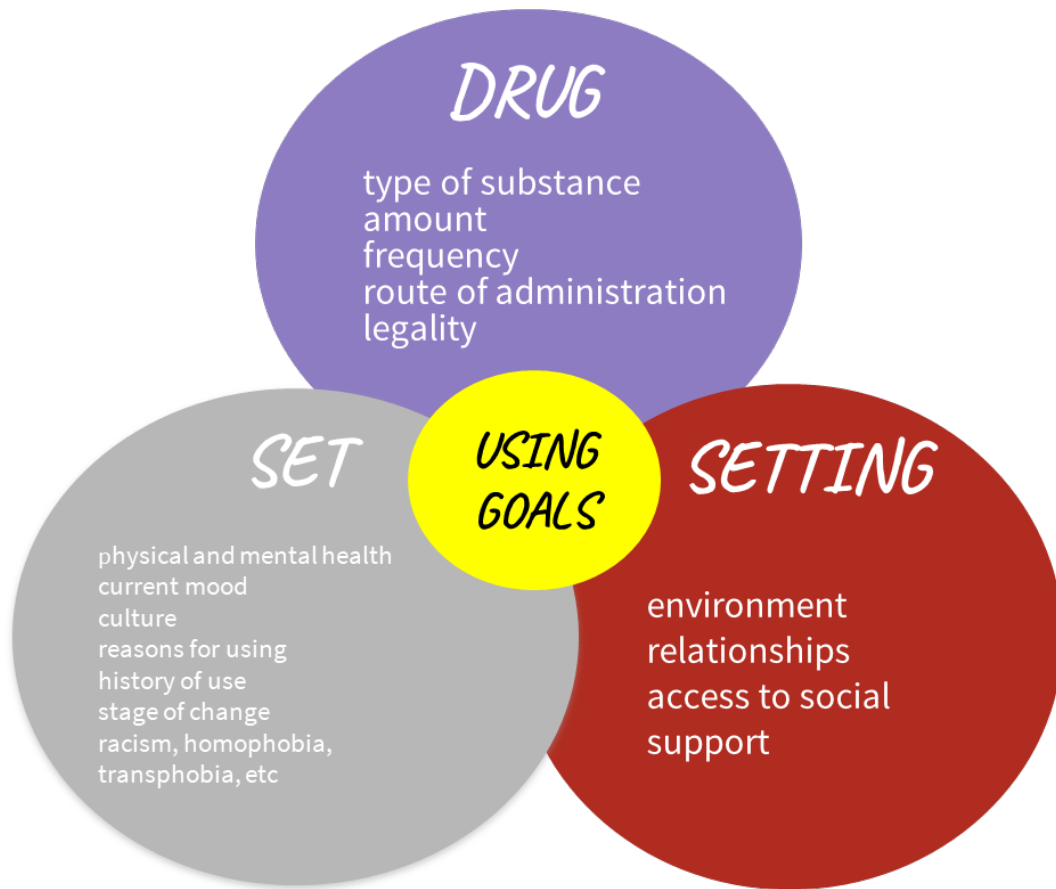 DRUG
type of substance
amount
frequency
route of administration
legality
USING
GOALS
SET
physical and mental health
current mood
culture
reasons for using
history of use
stage of change
racism, homophobia,
transphobia, etc
SETTING
environment
relationships
access to social
support